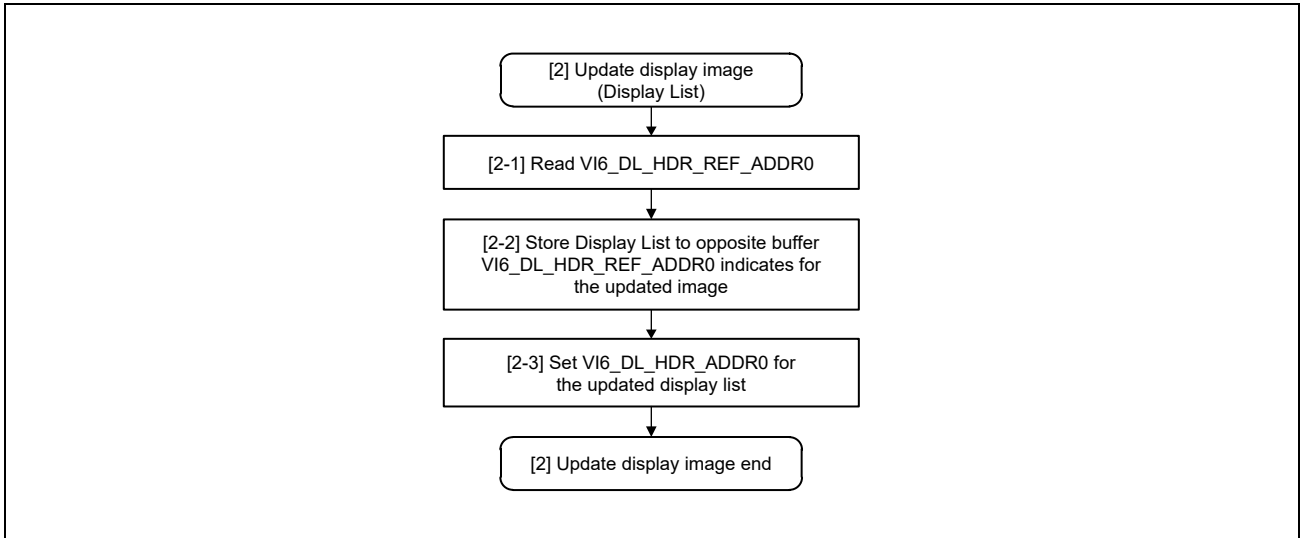 [2] Update display image
(Display List)
[2-1] Read VI6_DL_HDR_REF_ADDR0
[2-2] Store Display List to opposite buffer
VI6_DL_HDR_REF_ADDR0 indicates for
the updated image
[2-3] Set VI6_DL_HDR_ADDR0 for
the updated display list
[2] Update display image end